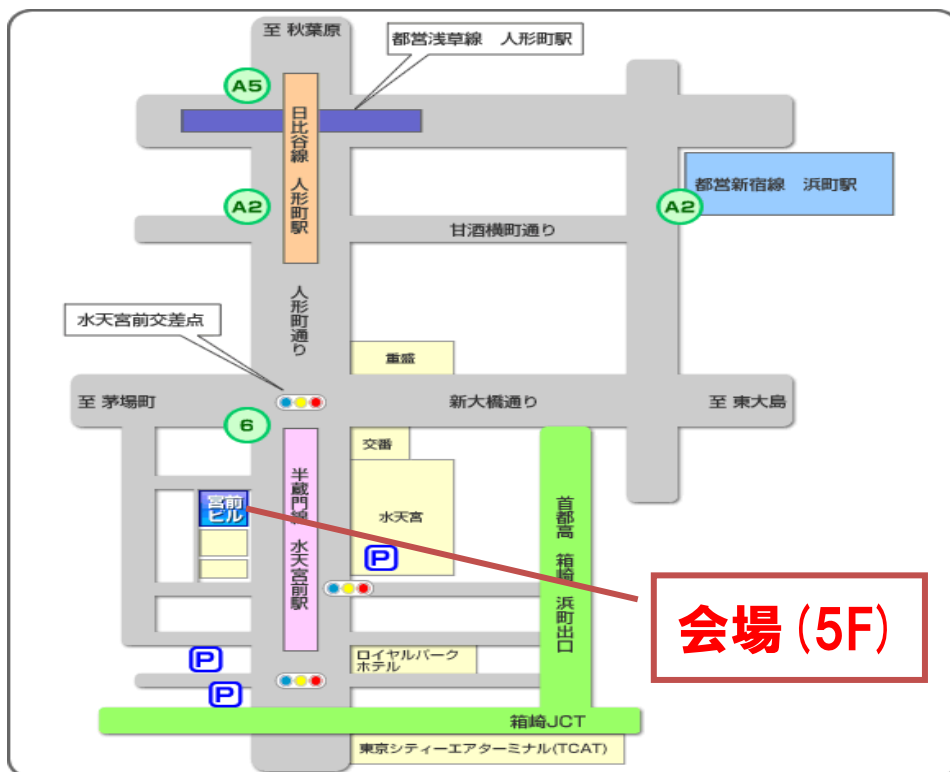 至 秋葉原
都営浅草線 人形町駅
A5
日比谷線 人形町駅
都営新宿線 浜町駅
A2
A2
甘酒横町通り
人形町通り
水天宮前交差点
重盛
至 茅場町
新大橋通り
至 東大島
6
交番
半蔵門線 水天宮前駅
宮前
ビル
水天宮
首都高 箱崎 浜町出口
P
会場(5F)
P
ロイヤルパーク
ホテル
P
箱崎JCT
東京シティーエアターミナル(TCAT)